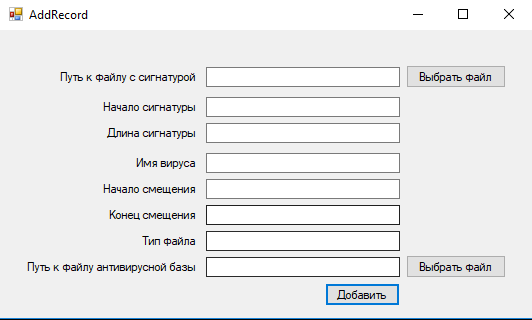 AddRecord
Путь к файлу с сигнатурой Выбрать файл
Начало сигнатуры
Длина сигнатуры
Имя вируса
Начало смещения
Конец смещения
Тип файла
Путь к файлу антивирусной базы Выбрать файл
Добавить